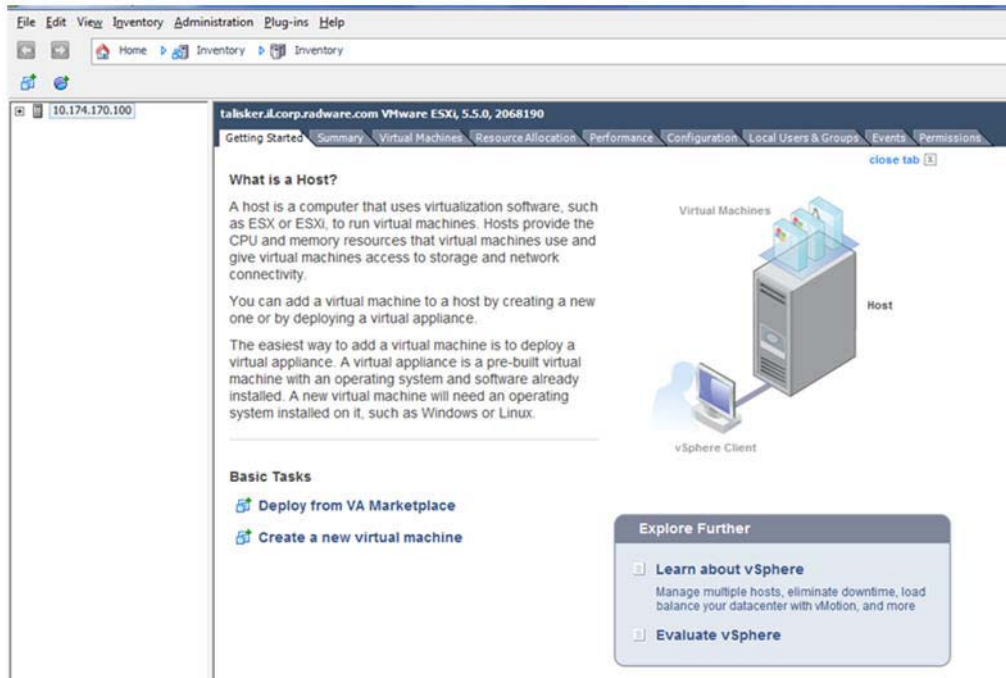 File Edit View Inventory Administration Plug-ins Help
Home Inventory Inventory
10.174.170.100
talisker.il.corp.radware.com VMware ESXi, 5.5.0, 2068190
Getting Started Summary Virtual Machines Resource Allocation Performance Configuration Local Users & Groups Events Permissions
close tab
What is a Host?
A host is a computer that uses virtualization software, such
as ESX or ESXi, to run virtual machines. Hosts provide the
CPU and memory resources that virtual machines use and
give virtual machines access to storage and network
connectivity.
You can add a virtual machine to a host by creating a new
one or by deploying a virtual appliance.
The easiest way to add a virtual machine is to deploy a
virtual appliance. A virtual appliance is a pre-built virtual
machine with an operating system and software already
installed. A new virtual machine will need an operating
system installed on it, such as Windows or Linux.
Virtual Machines
Host
vSphere Client
Basic Tasks
Deploy from VA Marketplace
Create a new virtual machine
Explore Further
Learn about vSphere
Manage multiple hosts, eliminate downtime, load
balance your datacenter with vMotion, and more
Evaluate vSphere